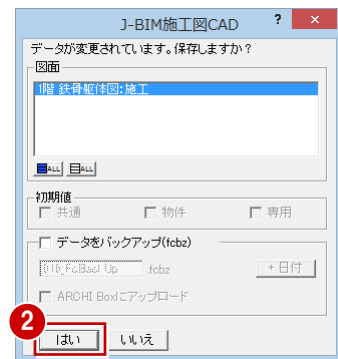 J-BIM施工図CAD ? ×
データが変更されています。保存しますか?
図面
1階 鉄骨躯体図:施工
ALL ALL
初期値
共通 物件 専用
データをバックアップ(fcbz)
.fcbz +日付
ARCHI Boxにアップロード
2
はい いいえ